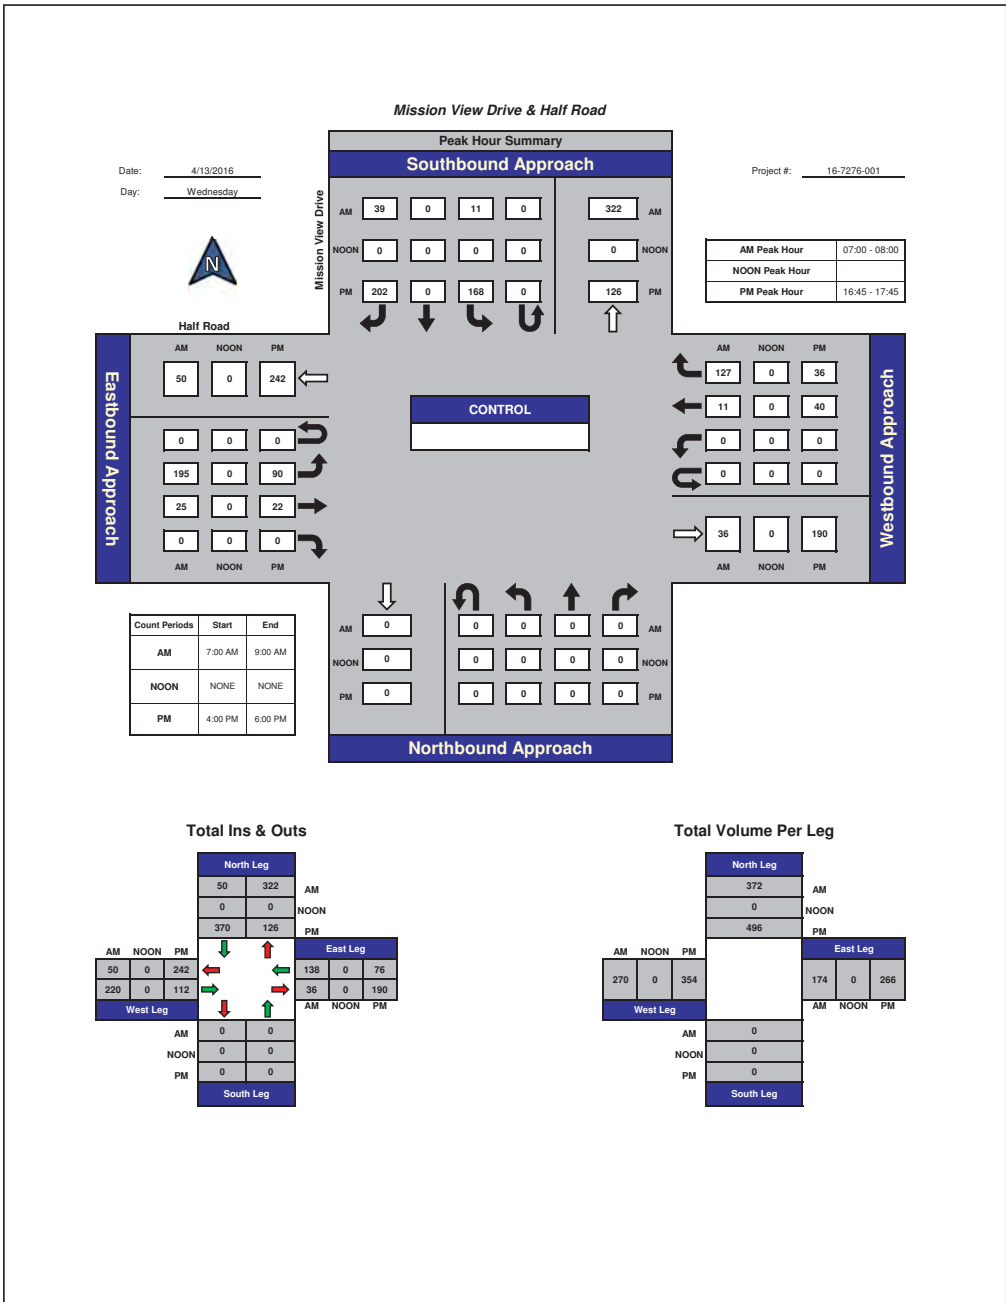 Mission View Drive & Half Road
Peak Hour Summary
Southbound Approach
Date: 4/13/2016
Day: Wednesday
Project #: 16-7276-001
N
Mission View Drive
AM 39 0 11 0 322 AM
NOON 0 0 0 0 0 NOON
PM 202 0 168 0 126 PM
AM Peak Hour 07:00 - 08:00
NOON Peak Hour
PM Peak Hour 16:45 - 17:45
Half Road
Eastbound Approach
AM NOON PM
50 0 242
0 0 0
195 0 90
25 0 22
0 0 0
AM NOON PM
CONTROL
AM NOON PM
127 0 36
11 0 40
0 0 0
0 0 0
36 0 190
AM NOON PM
Westbound Approach
Count Periods Start End
AM 7:00 AM 9:00 AM
NOON NONE NONE
PM 4:00 PM 6:00 PM
AM 0 0 0 0 0 AM
NOON 0 0 0 0 0 NOON
PM 0 0 0 0 0 PM
Northbound Approach
Total Ins & Outs
North Leg
50 322 AM
0 0 NOON
370 126 PM
AM NOON PM
East Leg
50 0 242
138 0 76
220 0 112
36 0 190
West Leg
AM NOON PM
AM 0 0
NOON 0 0
PM 0 0
South Leg
Total Volume Per Leg
North Leg
372 AM
0 NOON
496 PM
AM NOON PM
East Leg
270 0 354
174 0 266
West Leg
AM NOON PM
AM 0
NOON 0
PM 0
South Leg